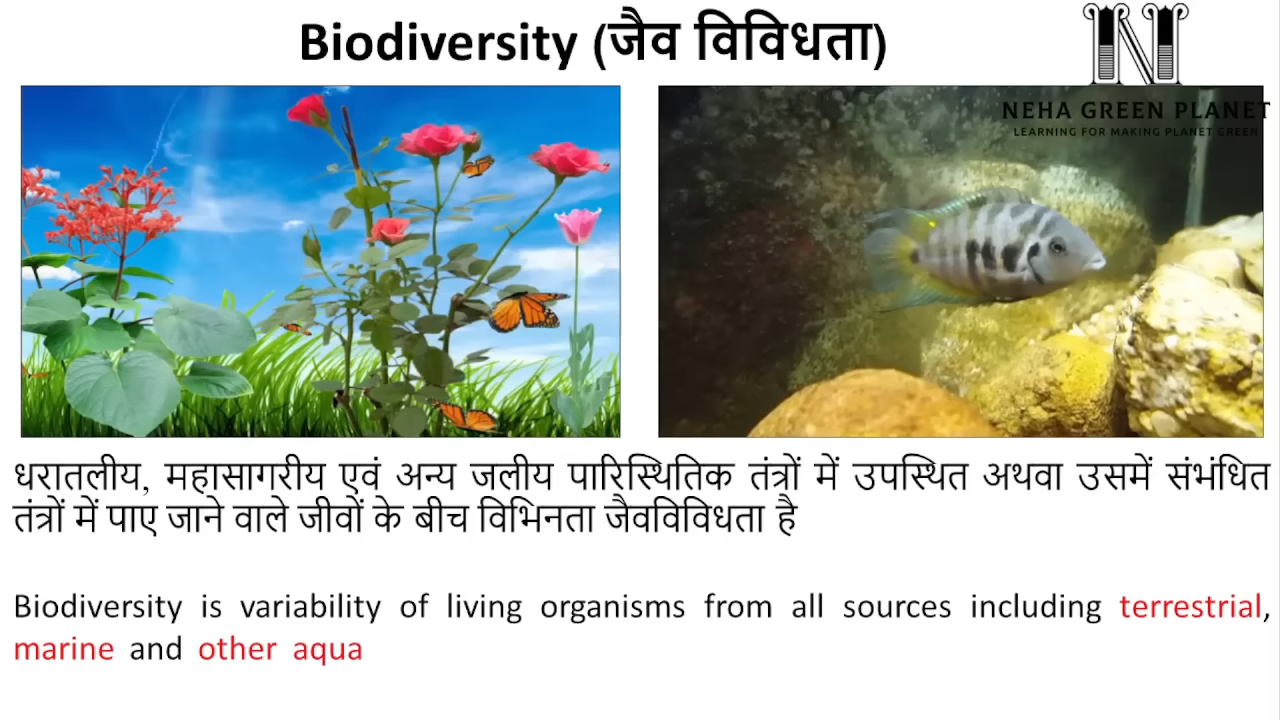 Biodiversity (जैव विविधता)
N
NEHA GREEN PLANET
LEARNING FOR MAKING PLANET GREEN
धरातलीय, महासागरीय एवं अन्य जलीय पारिस्थितिक तंत्रों में उपस्थित अथवा उसमें संभंधित
तंत्रों में पाए जाने वाले जीवों के बीच विभिनता जैवविविधता है
Biodiversity is variability of living organisms from all sources including terrestrial,
marine and other aqua